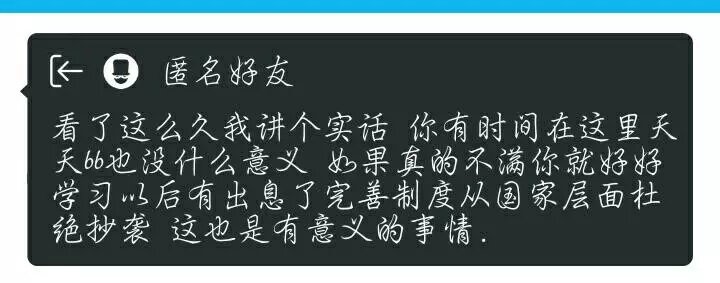 匿名好友
看了这么久我讲个实话 你有时间在这里天
天bb也没什么意义 如果真的不满你就好好
学习以后有出息了完善制度从国家层面杜
绝抄袭 这也是有意义的事情.